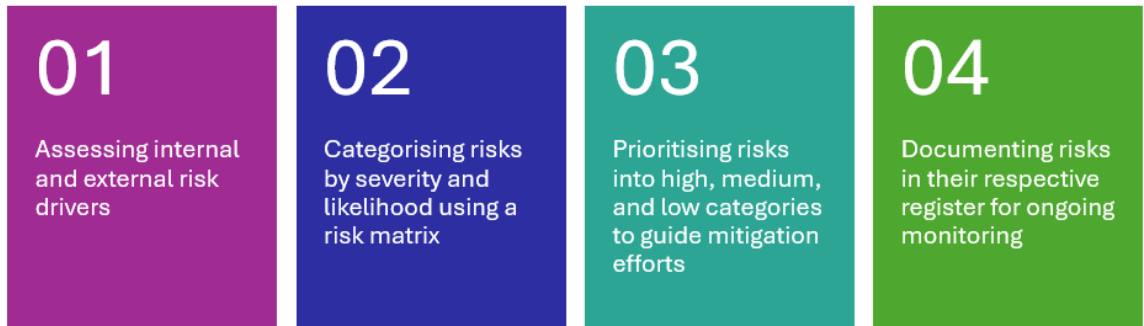 01
Assessing internal
and external risk
drivers
02
Categorising risks
by severity and
likelihood using a
risk matrix
03
Prioritising risks
into high, medium,
and low categories
to guide mitigation
efforts
04
Documenting risks
in their respective
register for ongoing
monitoring